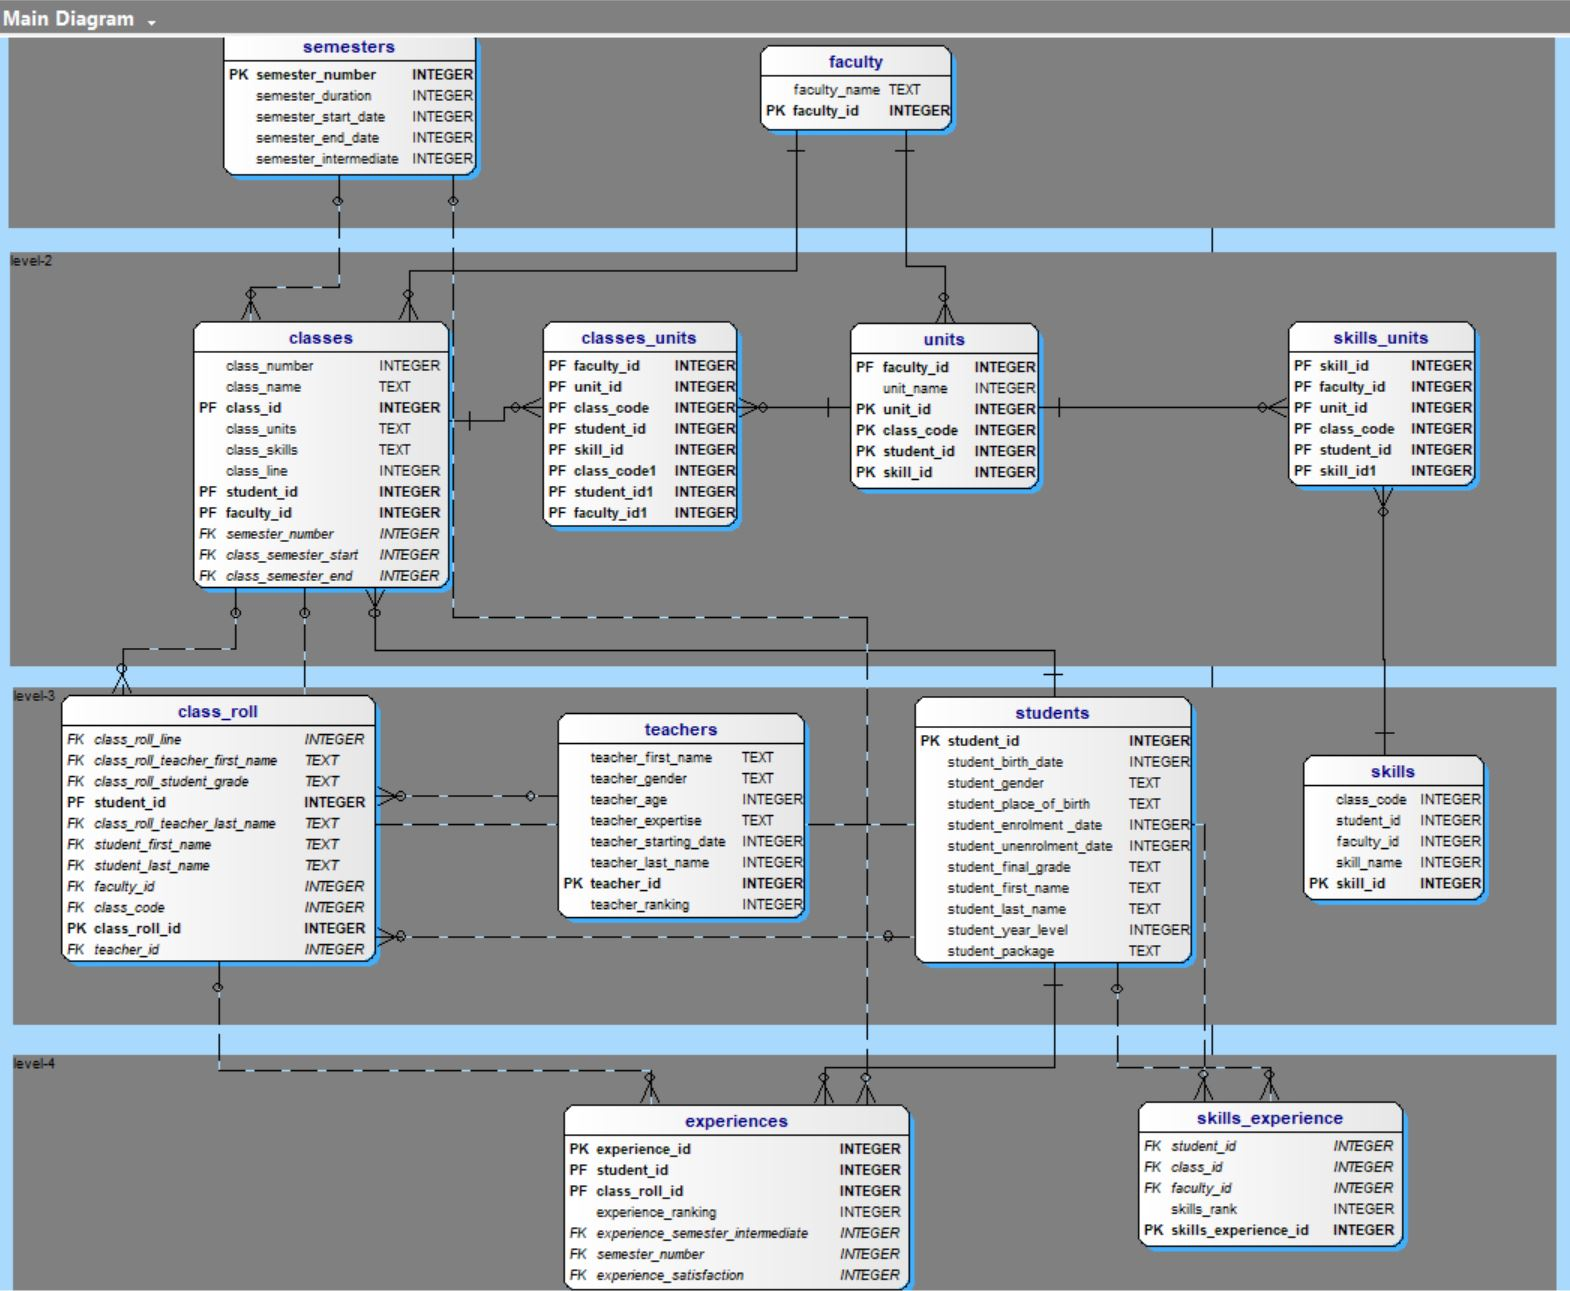 Main Diagram
semesters
PK semester_number INTEGER
semester_duration INTEGER
semester_start_date INTEGER
semester_end_date INTEGER
semester_intermediate INTEGER
faculty
faculty_name TEXT
PK faculty_id INTEGER
level-2
classes
class_number INTEGER
class_name TEXT
PF class_id INTEGER
class_units TEXT
class_skills TEXT
class_line INTEGER
PF student_id INTEGER
PF faculty_id INTEGER
FK semester_number INTEGER
FK class_semester_start INTEGER
FK class_semester_end INTEGER
classes_units
PF faculty_id INTEGER
PF unit_id INTEGER
PF class_code INTEGER
PF student_id INTEGER
PF skill_id INTEGER
PF class_code1 INTEGER
PF student_id1 INTEGER
PF faculty_id1 INTEGER
units
PF faculty_id INTEGER
unit_name INTEGER
PK unit_id INTEGER
PK class_code INTEGER
PK student_id INTEGER
PK skill_id INTEGER
skills_units
PF skill_id INTEGER
PF faculty_id INTEGER
PF unit_id INTEGER
PF class_code INTEGER
PF student_id INTEGER
PF skill_id1 INTEGER
level-3
class_roll
FK class_roll_line INTEGER
FK class_roll_teacher_first_name TEXT
FK class_roll_student_grade TEXT
PF student_id INTEGER
FK class_roll_teacher_last_name TEXT
FK student_first_name TEXT
FK student_last_name TEXT
FK faculty_id INTEGER
FK class_code INTEGER
PK class_roll_id INTEGER
FK teacher_id INTEGER
teachers
teacher_first_name TEXT
teacher_gender TEXT
teacher_age INTEGER
teacher_expertise TEXT
teacher_starting_date INTEGER
teacher_last_name INTEGER
PK teacher_id INTEGER
teacher_ranking INTEGER
students
PK student_id INTEGER
student_birth_date INTEGER
student_gender TEXT
student_place_of_birth TEXT
student_enrolment _date INTEGER
student_unenrolment_date INTEGER
student_final_grade TEXT
student_first_name TEXT
student_last_name TEXT
student_year_level INTEGER
student_package TEXT
skills
class_code INTEGER
student_id INTEGER
faculty_id INTEGER
skill_name INTEGER
PK skill_id INTEGER
level-4
experiences
PK experience_id INTEGER
PF student_id INTEGER
PF class_roll_id INTEGER
experience_ranking INTEGER
FK experience_semester_intermediate INTEGER
FK semester_number INTEGER
FK experience_satisfaction INTEGER
skills_experience
FK student_id INTEGER
FK class_id INTEGER
FK faculty_id INTEGER
skills_rank INTEGER
PK skills_experience_id INTEGER